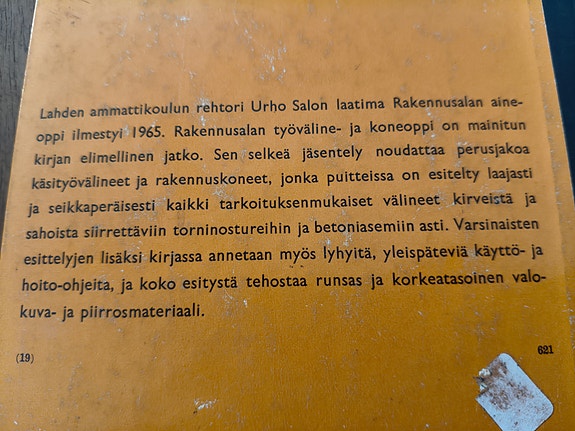 Lahden ammattikoulun rehtori Urho Salon laatima Rakennusalan aine-
oppi ilmestyi 1965. Rakennusalan työväline- ja koneoppi on mainitun
kirjan elimellinen jatko. Sen selkeä jäsentely noudattaa perusjakoa
käsityövälineet ja rakennuskoneet, jonka puitteissa on esitelty laajasti
ja seikkaperäisesti kaikki tarkoituksenmukaiset välineet kirveistä ja
sahoista siirrettäviin torninostureihin ja betoniasemiin asti. Varsinaisten
esittelyjen lisäksi kirjassa annetaan myös lyhyitä, yleispäteviä käyttö- ja
hoito-ohjeita, ja koko esitystä tehostaa runsas ja korkeatasoinen valo-
kuva- ja piirrosmateriaali.
(19) 621